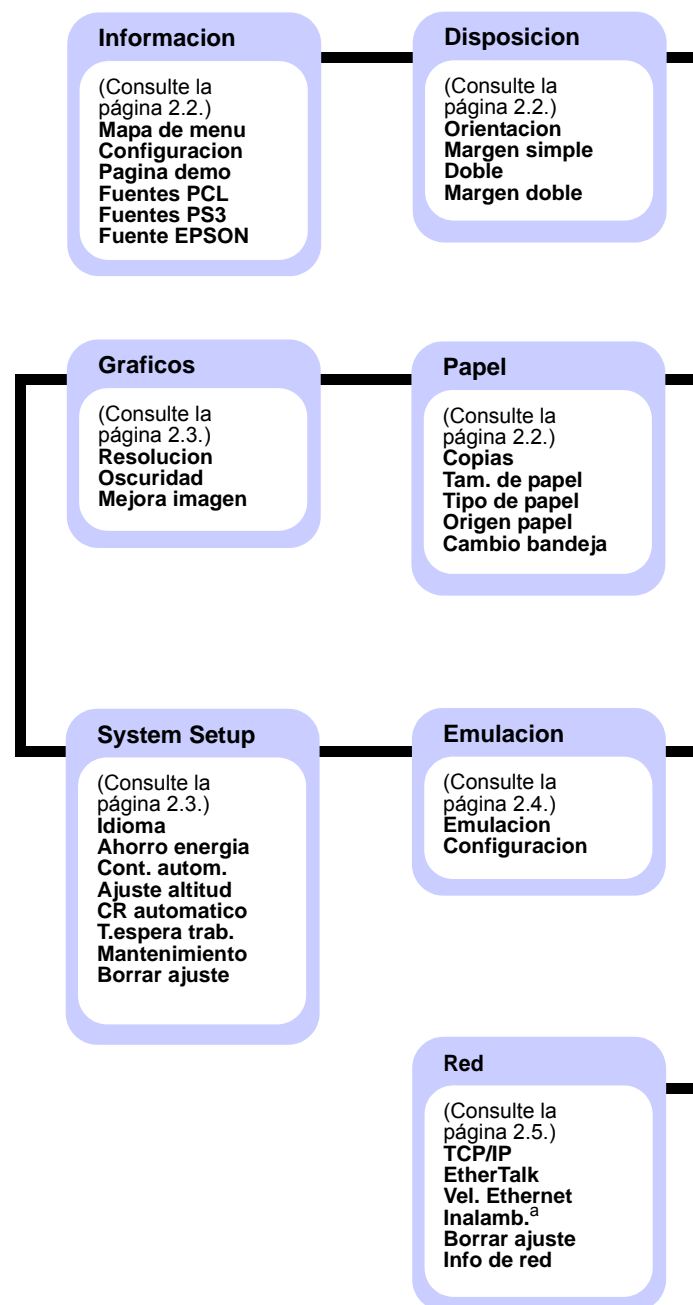 Informacion
(Consulte la
página 2.2.)
Mapa de menu
Configuracion
Pagina demo
Fuentes PCL
Fuentes PS3
Fuente EPSON
Disposicion
(Consulte la
página 2.2.)
Orientacion
Margen simple
Doble
Margen doble
Graficos
(Consulte la
página 2.3.)
Resolucion
Oscuridad
Mejora imagen
Papel
(Consulte la
página 2.2.)
Copias
Tam. de papel
Tipo de papel
Origen papel
Cambio bandeja
System Setup
(Consulte la
página 2.3.)
Idioma
Ahorro energia
Cont. autom.
Ajuste altitud
CR automatico
T.espera trab.
Mantenimiento
Borrar ajuste
Emulacion
(Consulte la
página 2.4.)
Emulacion
Configuracion
Red
(Consulte la
página 2.5.)
TCP/IP
EtherTalk
Vel. Ethernet
Inalamb.a
Borrar ajuste
Info de red